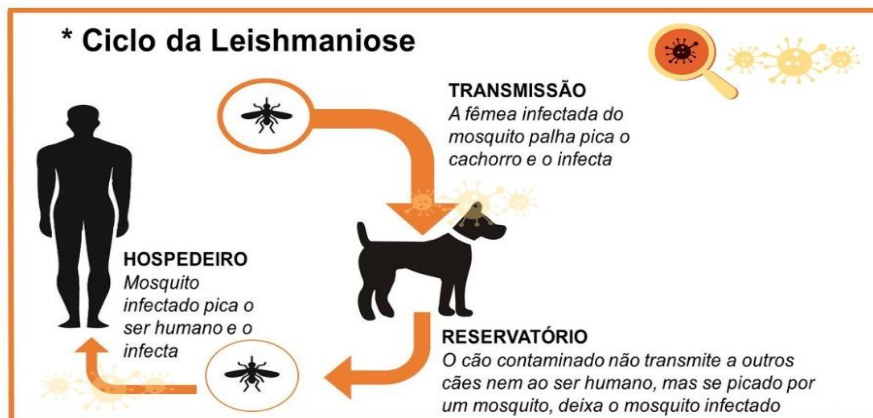 * Ciclo da Leishmaniose
TRANSMISSÃO
A fêmea infectada do
mosquito palha pica o
cachorro e o infecta
RESERVATÓRIO
O cão contaminado não transmite a outros
cães nem ao ser humano, mas se picado por
um mosquito, deixa o mosquito infectado
HOSPEDEIRO
Mosquito
infectado pica o
ser humano e o
infecta